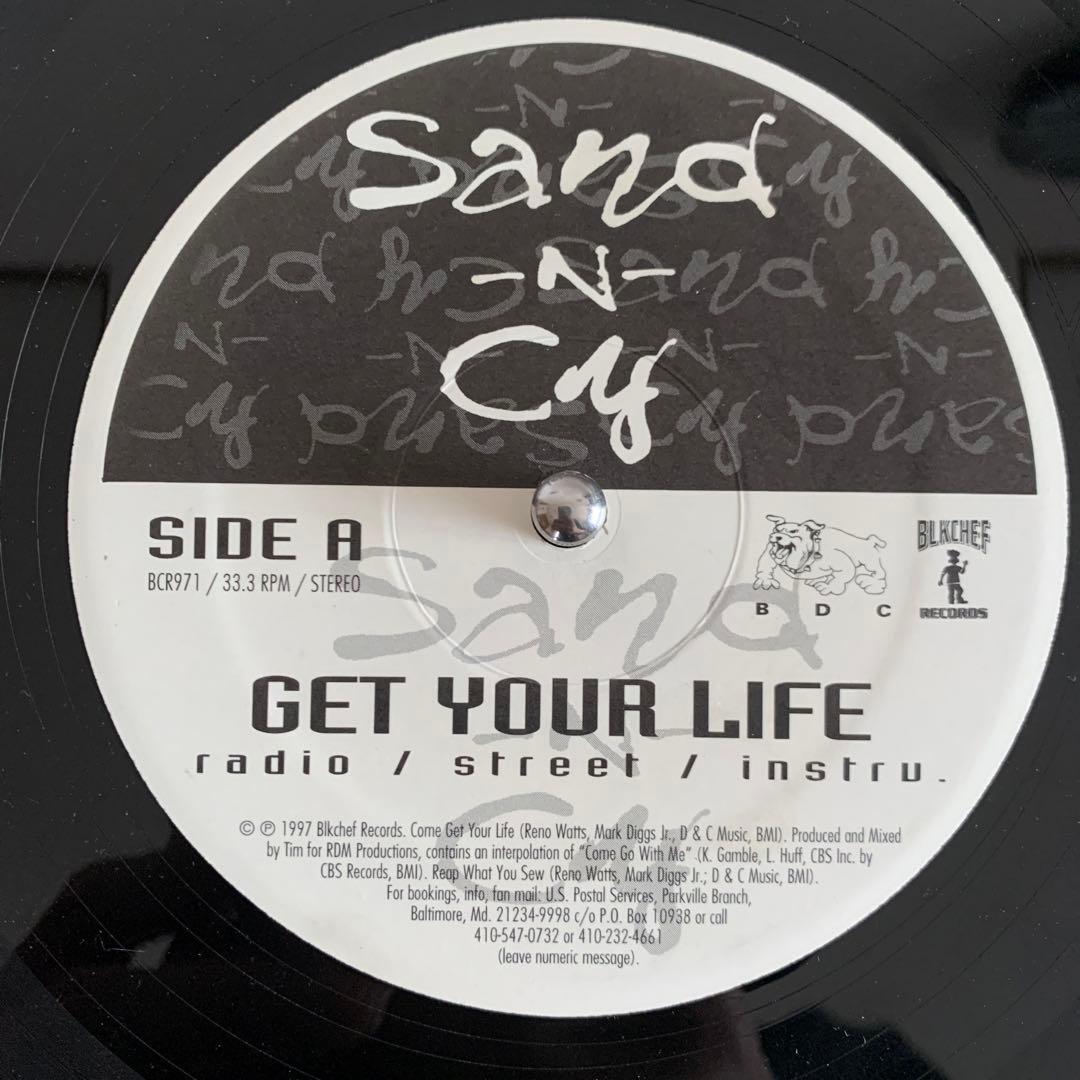 Sand
-N-
Cy
SIDE A
BCR971 / 33.3 RPM / STEREO
B D C
BLKCHEF
RECORDS
Sand
-N-
Cy
GET YOUR LIFE
radio / street / instru.
© ℗ 1997 Blkchef Records. Come Get Your Life (Reno Watts, Mark Diggs Jr., D & C Music, BMI). Produced and Mixed
by Tim for RDM Productions, contans an interpolation of "Come Go With Me" .(K. Gamble, L. Huff, CBS Inc. by
CBS Records, BMI). Reap What You Sew (Reno Watts, Mark Diggs Jr.; D & C Music, BMI).
For bookings, info, fan mail: U.S. Postal Services, Parkville Branch,
Baltimore, Md. 21234-9998 c/o P.O. Box 10938 or call
410-547-0732 or 410-232-4661
(leave numeric message).